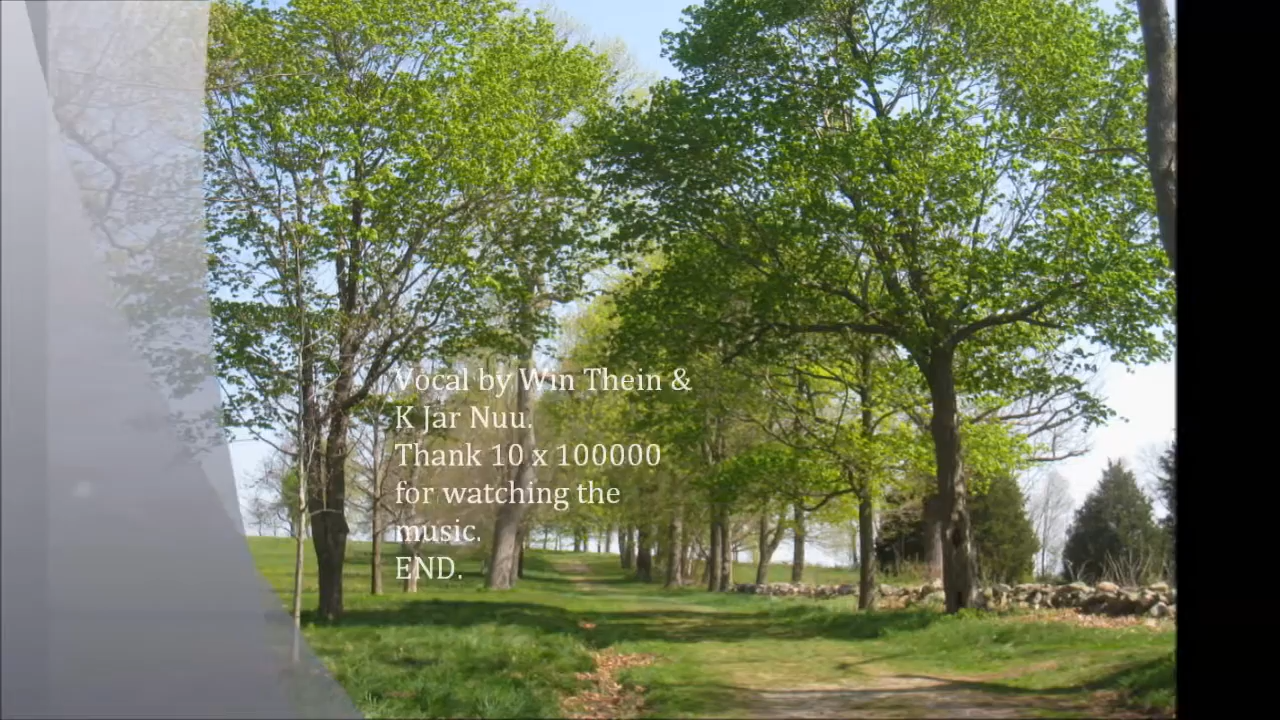 Vocal by Win Thein &
K Jar Nuu.
Thank 10 x 100000
for watching the
music.
END.